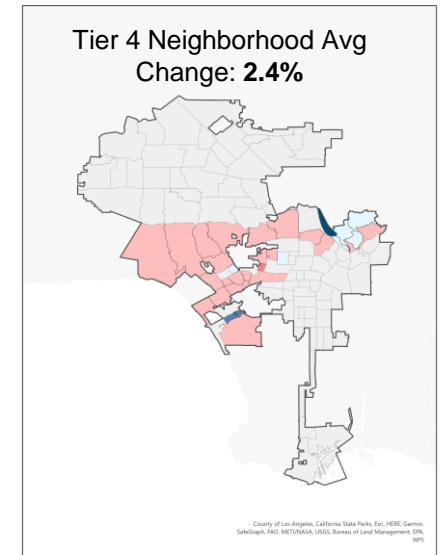 Tier 4 Neighborhood Avg
Change: 2.4%
County of Los Angeles, California State Parks, Esri, HERE, Garmin,
SafeGraph, FAO, METI/NASA, USGS, Bureau of Land Management, EPA,
NPS